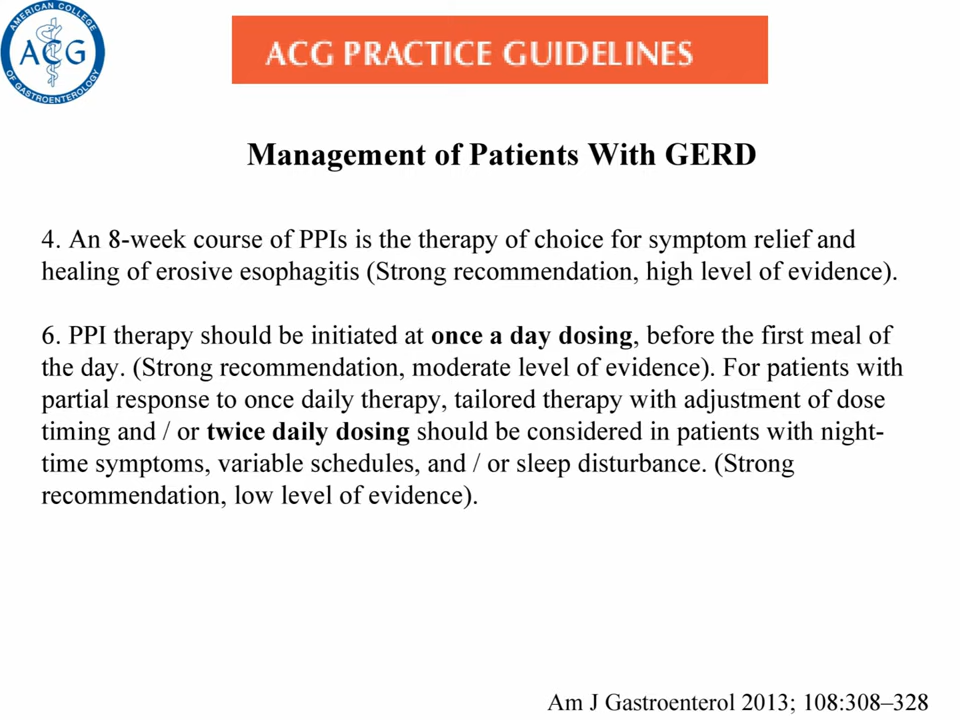 AMERICAN COLLEGE
ACG
OF GASTROENTEROLOGY
ACG PRACTICE GUIDELINES
Management of Patients With GERD
4. An 8-week course of PPIs is the therapy of choice for symptom relief and
healing of erosive esophagitis (Strong recommendation, high level of evidence).
6. PPI therapy should be initiated at once a day dosing, before the first meal of
the day. (Strong recommendation, moderate level of evidence). For patients with
partial response to once daily therapy, tailored therapy with adjustment of dose
timing and / or twice daily dosing should be considered in patients with night-
time symptoms, variable schedules, and / or sleep disturbance. (Strong
recommendation, low level of evidence).
Am J Gastroenterol 2013; 108:308–328